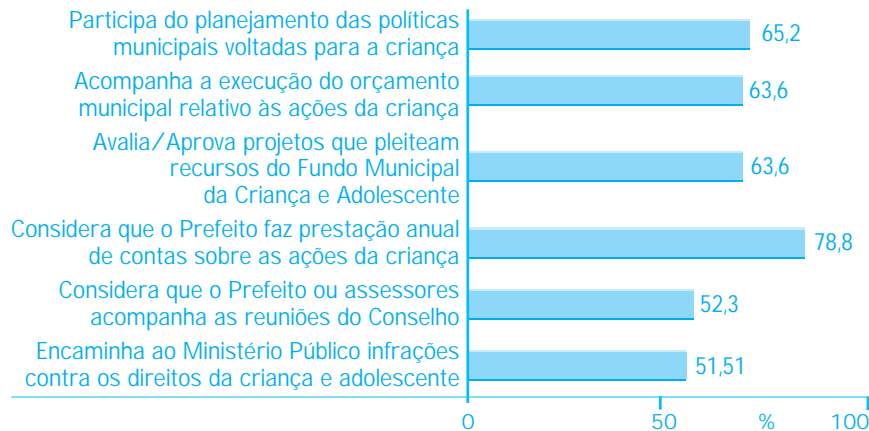 Participa do planejamento das políticas
municipais voltadas para a criança
65,2
Acompanha a execução do orçamento
municipal relativo às ações da criança
63,6
Avalia/Aprova projetos que pleiteam
recursos do Fundo Municipal
da Criança e Adolescente
63,6
Considera que o Prefeito faz prestação anual
de contas sobre as ações da criança
78,8
Considera que o Prefeito ou assessores
acompanha as reuniões do Conselho
52,3
Encaminha ao Ministério Público infrações
contra os direitos da criança e adolescente
51,51
0 50 % 100